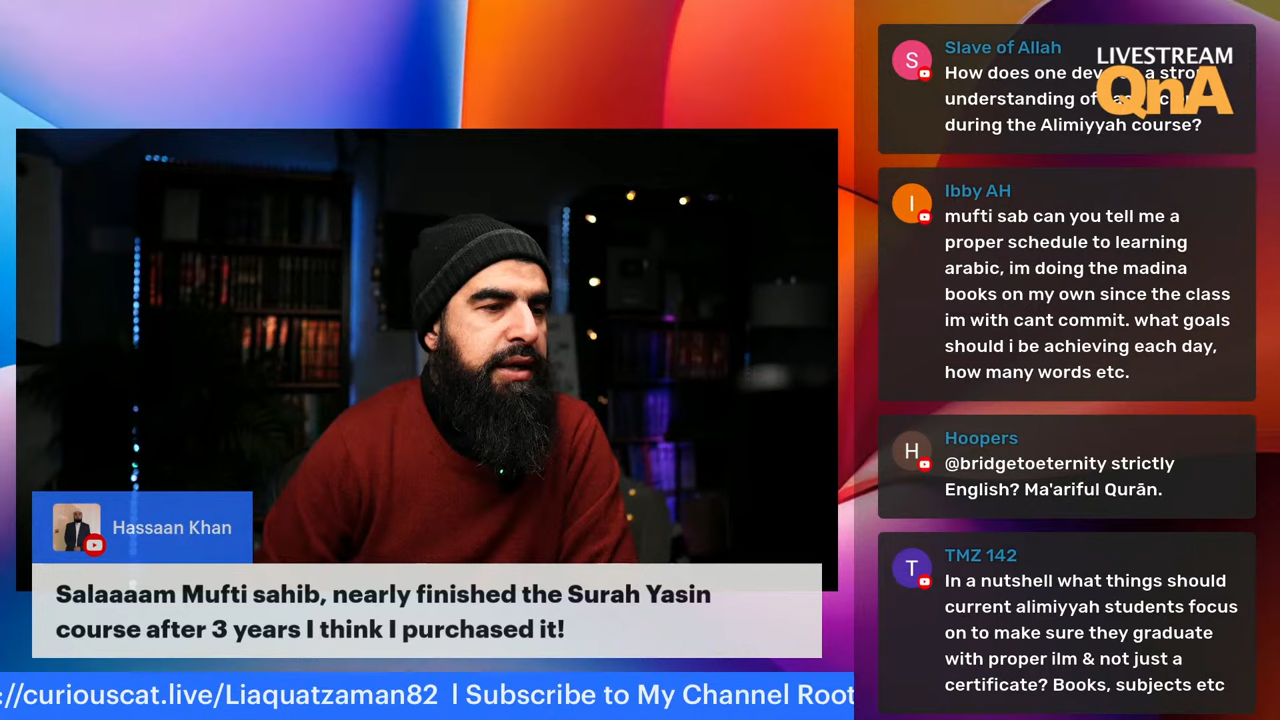 Slave of Allah
How does one a
understanding of
during the Alimiyyah course?
LIVESTREAM
QnA
Ibby AH
mufti sab can you tell me a
proper schedule to learning
arabic, im doing the madina
books on my own since the class
im with cant commit. what goals
should i be achieving each day,
how many words etc.
Hoopers
@bridgetoeternity strictly
English? Ma'ariful Qurān.
TMZ 142
In a nutshell what things should
current alimiyyah students focus
on to make sure they graduate
with proper ilm & not just a
certificate? Books, subjects etc
Hassaan Khan
Salaaaam Mufti sahib, nearly finished the Surah Yasin
course after 3 years I think I purchased it!
://curiouscat.live/Liaquatzaman82 | Subscribe to My Channel Root